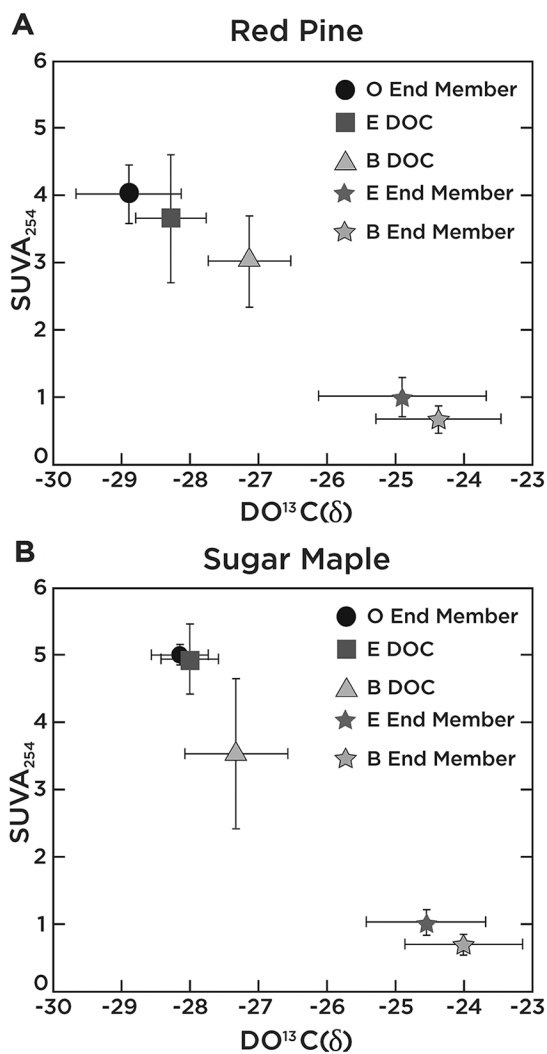 A
Red Pine
6
5
4
3
2
1
0
SUVA254
O End Member
E DOC
B DOC
E End Member
B End Member
-30 -29 -28 -27 -26 -25 -24 -23
DO¹³C(δ)
B
Sugar Maple
6
5
4
3
2
1
0
SUVA254
O End Member
E DOC
B DOC
E End Member
B End Member
-30 -29 -28 -27 -26 -25 -24 -23
DO¹³C(δ)